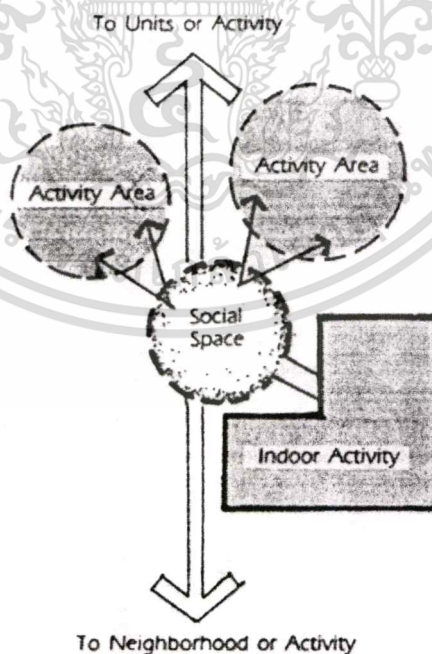 To Units or Activity
Activity Area
Activity Area
Social
Space
Indoor Activity
To Neighborhood or Activity